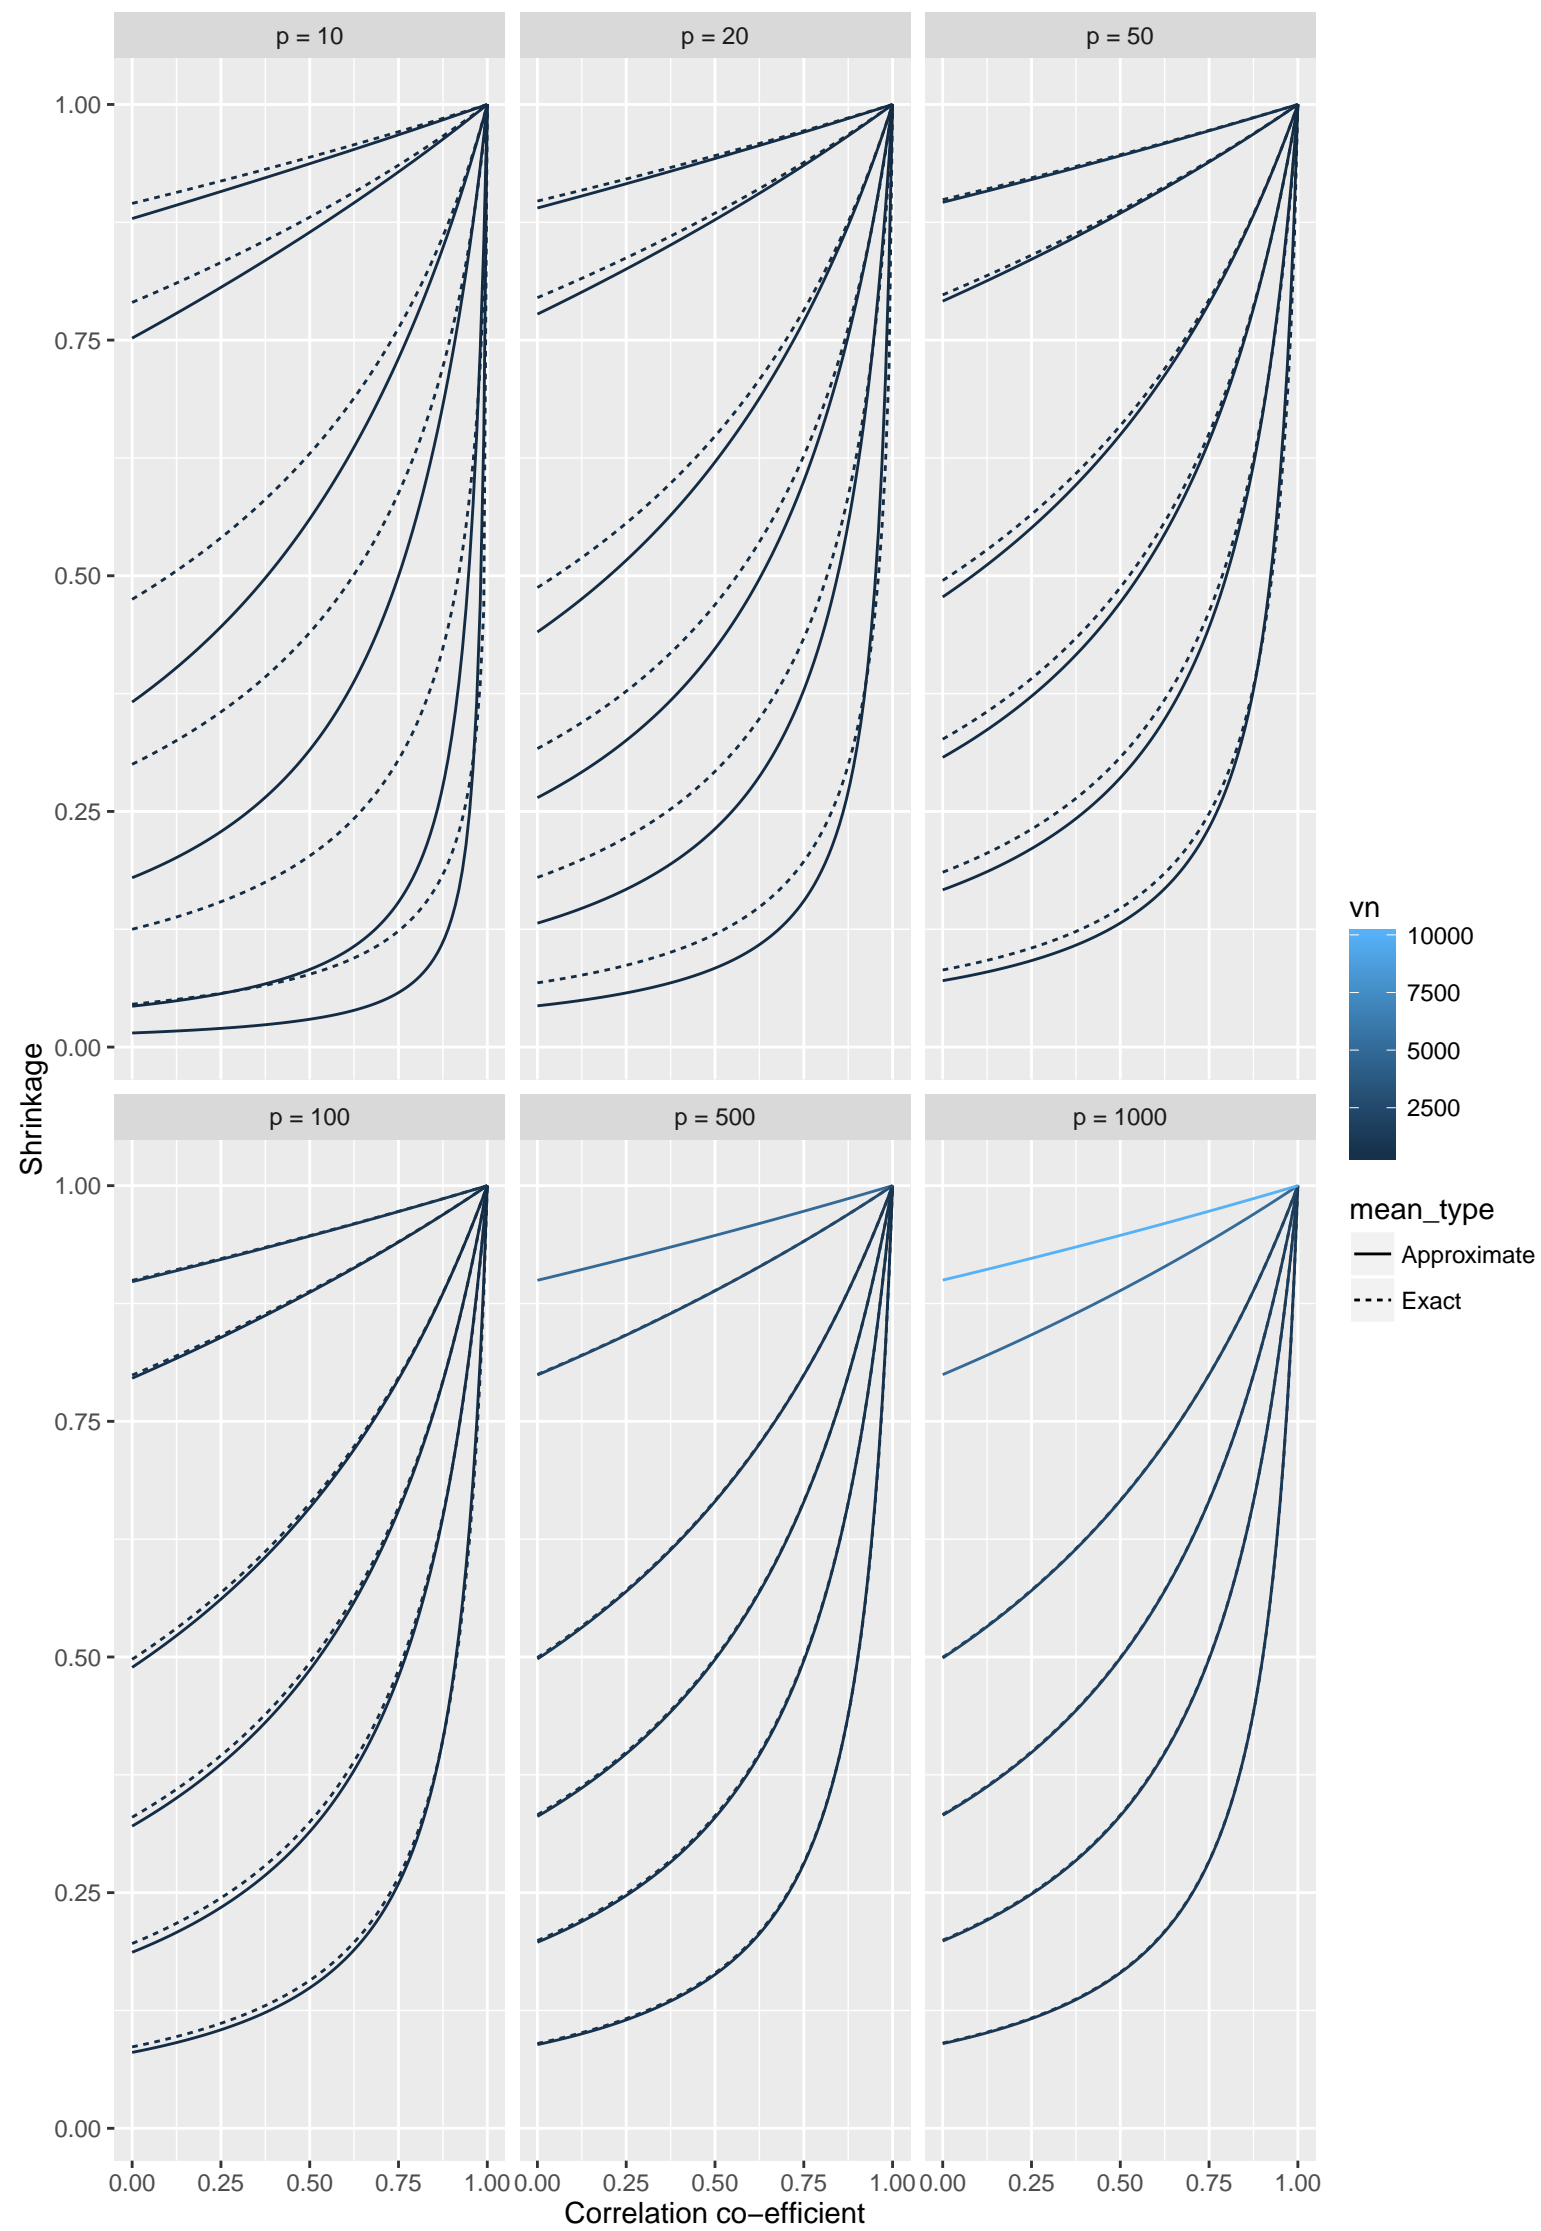 p = 10
p = 20
p = 50
1.00
0.75
0.50
0.25
0.00
Shrinkage
p = 100
p = 500
p = 1000
1.00
0.75
0.50
0.25
0.00
0.00 0.25 0.50 0.75 1.00
0.00 0.25 0.50 0.75 1.00
0.00 0.25 0.50 0.75 1.00
Correlation co−efficient
vn
10000
7500
5000
2500
mean_type
Approximate
Exact